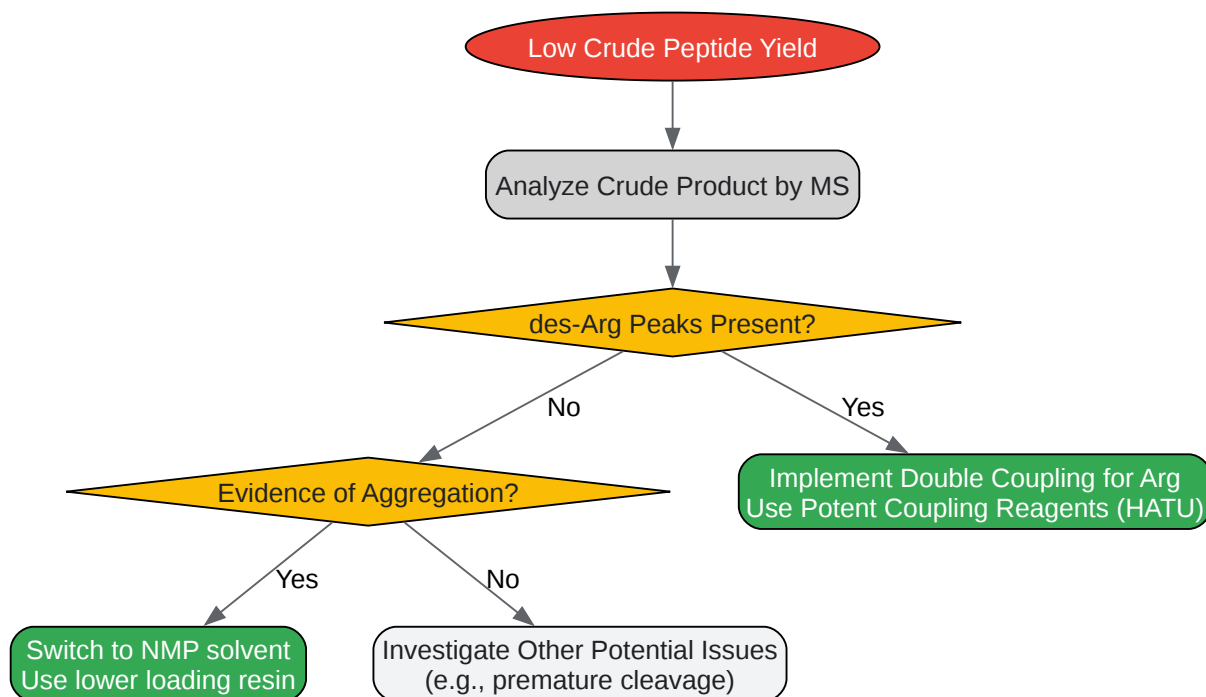 Low Crude Peptide Yield
Analyze Crude Product by MS
des-Arg Peaks Present?
No
Yes
Evidence of Aggregation?
Implement Double Coupling for Arg
Use Potent Coupling Reagents (HATU)
Yes
No
Switch to NMP solvent
Use lower loading resin
Investigate Other Potential Issues
(e.g., premature cleavage)